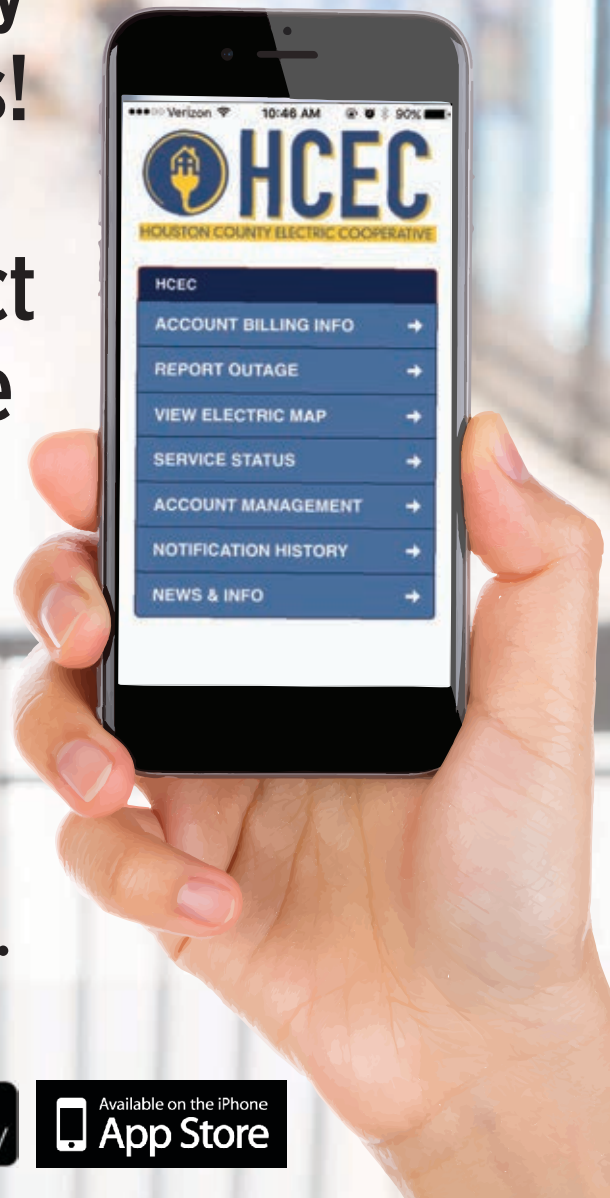 s!
ct
e
Verizon 10:46 AM 90%
HCEC
HOUSTON COUNTY ELECTRIC COOPERATIVE
HCEC
ACCOUNT BILLING INFO
REPORT OUTAGE
VIEW ELECTRIC MAP
SERVICE STATUS
ACCOUNT MANAGEMENT
NOTIFICATION HISTORY
NEWS & INFO
.
Available on the iPhone
App Store